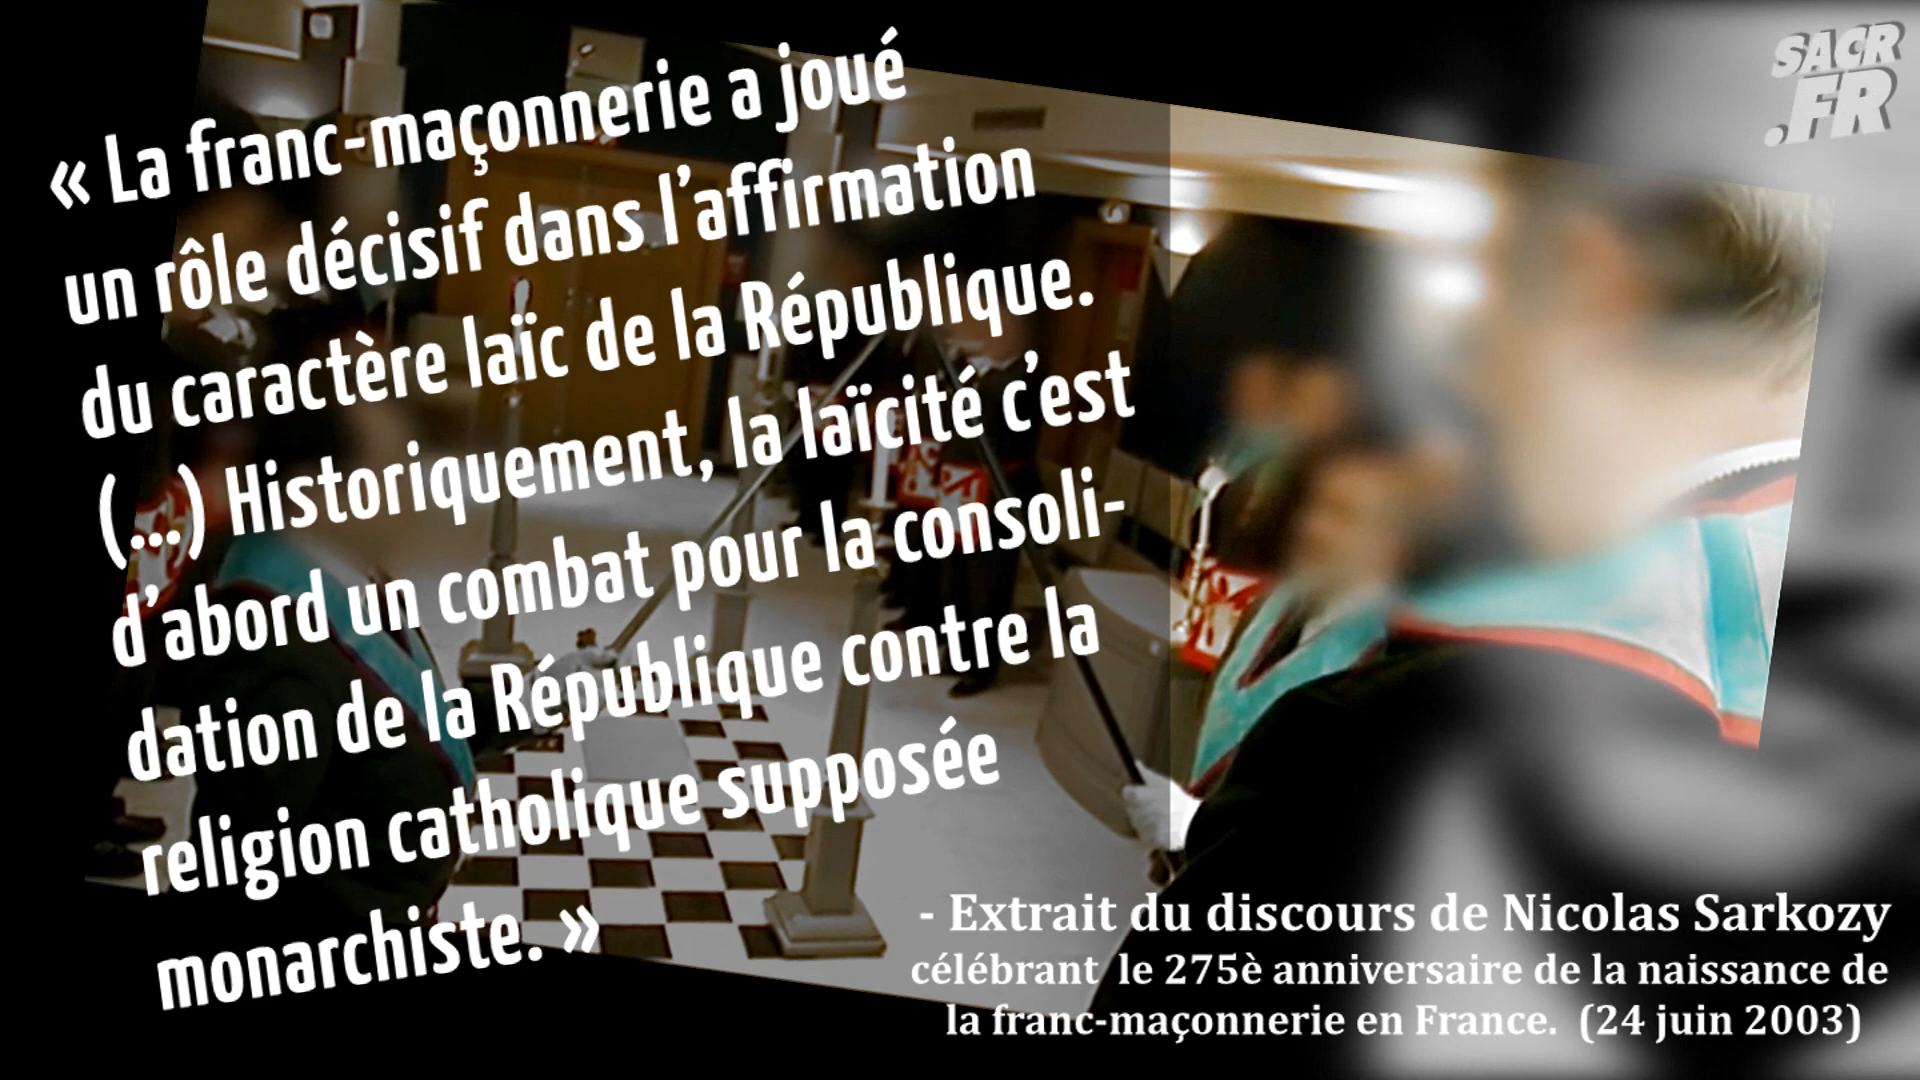 « La franc-maçonnerie a joué
un rôle décisif dans l’affirmation
du caractère laïc de la République.
(...) Historiquement, la laïcité c’est
d’abord un combat pour la consoli-
dation de la République contre la
religion catholique supposée
monarchiste. »
- Extrait du discours de Nicolas Sarkozy
célébrant le 275è anniversaire de la naissance de
la franc-maçonnerie en France. (24 juin 2003)
SACR
.FR